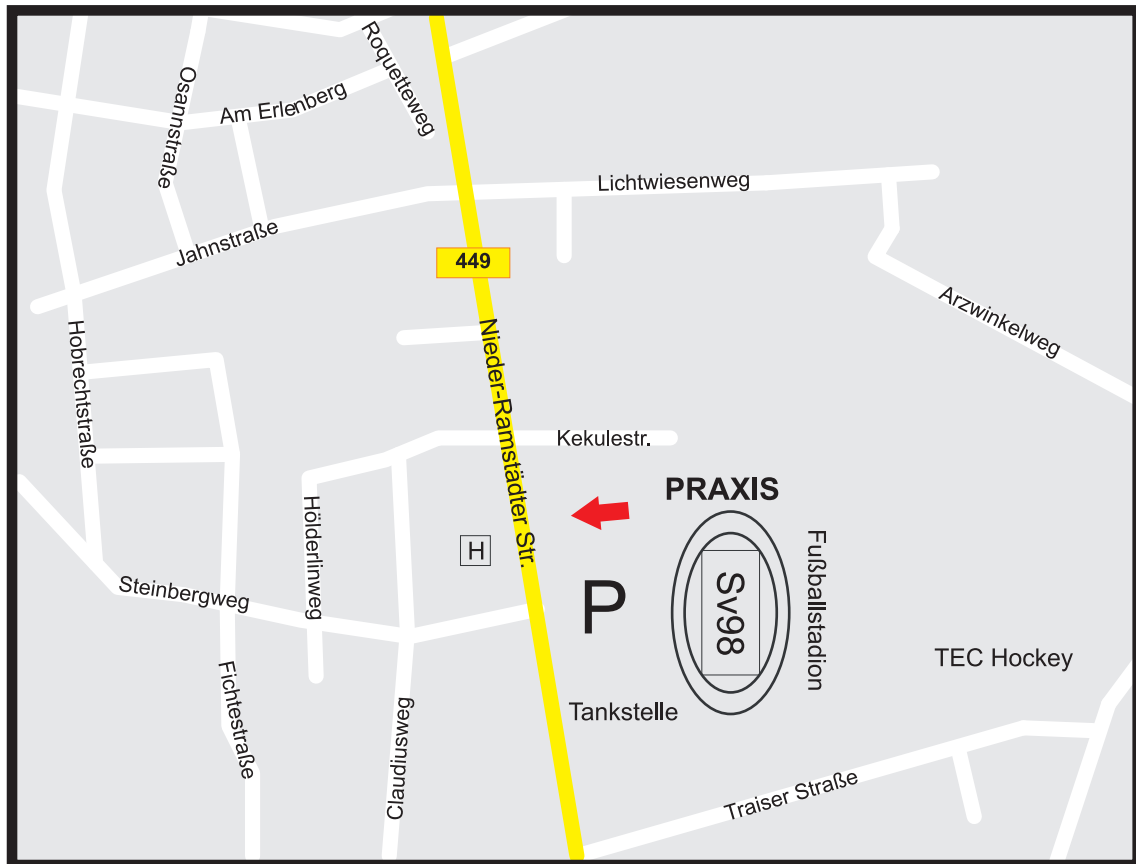 Roquetteweg
Osannstraße
Am Erlenberg
Lichtwiesenweg
Jahnstraße
449
Arzwinkelweg
Hobrechtstraße
Nieder-Ramstädter Str.
Kekulestr.
PRAXIS
Hölderlinweg
H
Fußballstadion
Sv98
P
Steinbergweg
TEC Hockey
Fichtestraße
Claudiusweg
Tankstelle
Traiser Straße